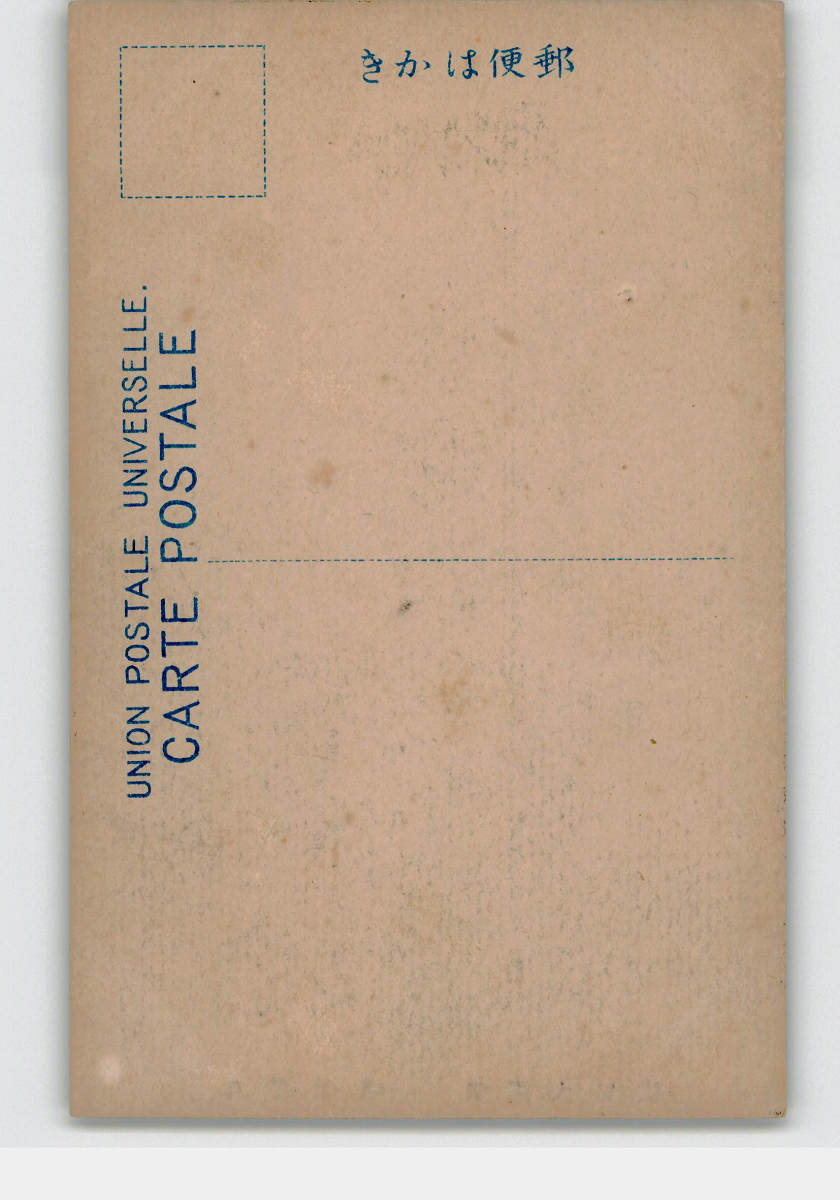 郵便はかき
UNION POSTALE UNIVERSELLE.
CARTE POSTALE